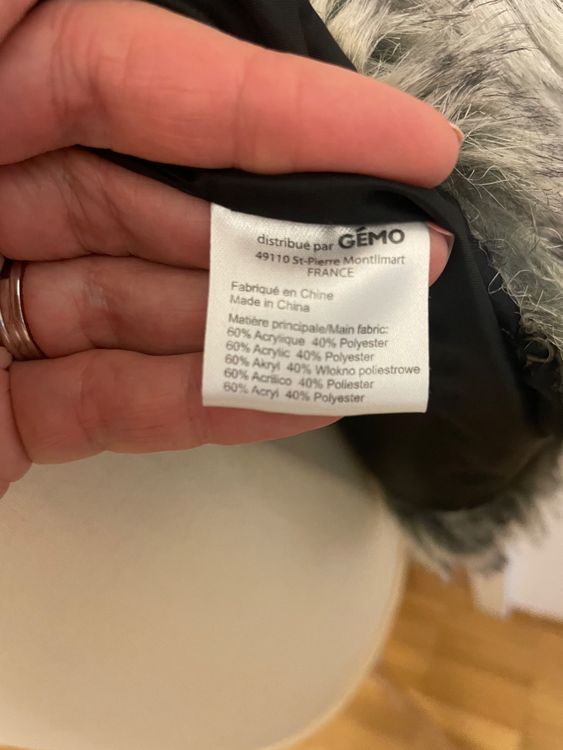 distribué par GÉMO
49110 St-Pierre Montlimart
FRANCE
Fabriqué en Chine
Made in China
Matière principale/Main fabric:
60% Acrylique 40% Polyester
60% Acrylic 40% Polyester
60% Akryl 40% Wlokno poliestrowe
60% Acrilico 40% Poliester
60% Acryl 40% Polyester